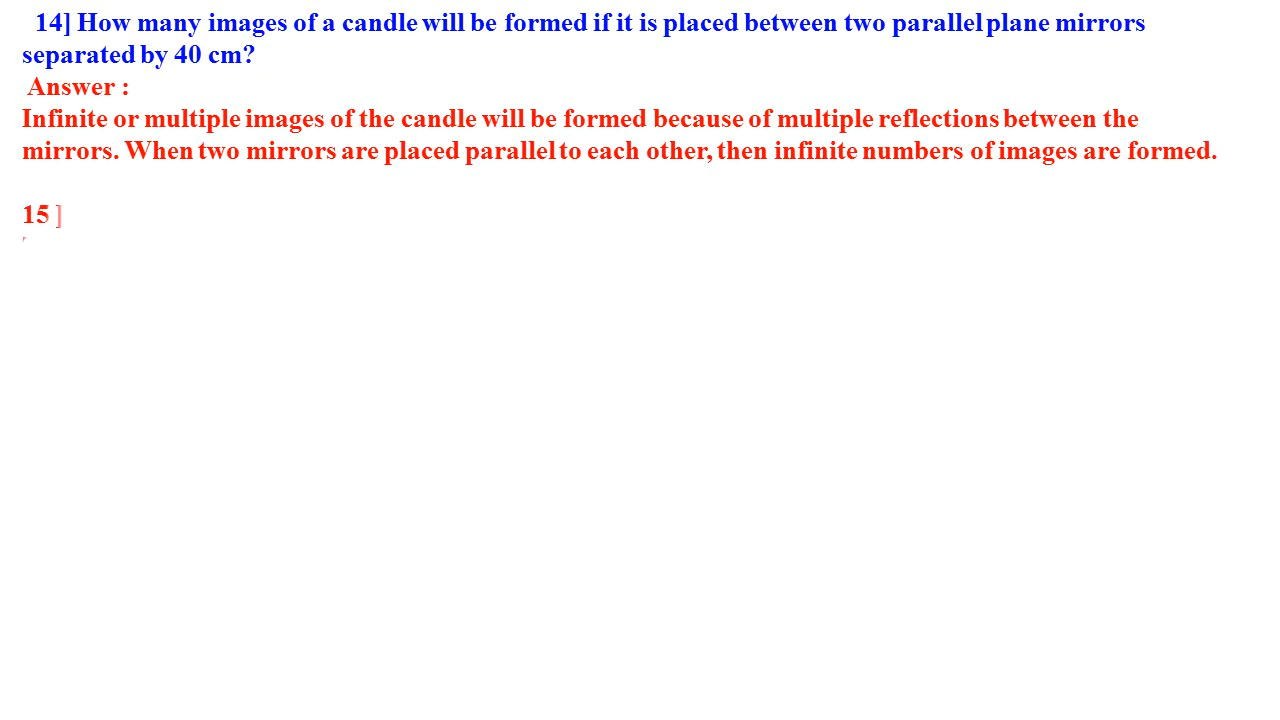 14] How many images of a candle will be formed if it is placed between two parallel plane mirrors
separated by 40 cm?
Answer :
Infinite or multiple images of the candle will be formed because of multiple reflections between the
mirrors. When two mirrors are placed parallel to each other, then infinite numbers of images are formed.
15 ]